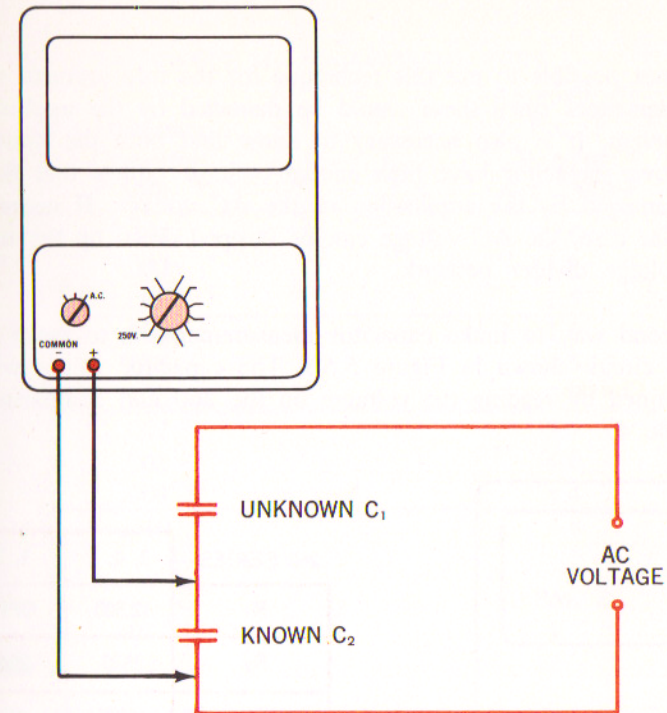 A.C.
250V.
COMMON
- +
UNKNOWN C₁
AC
VOLTAGE
KNOWN C₂